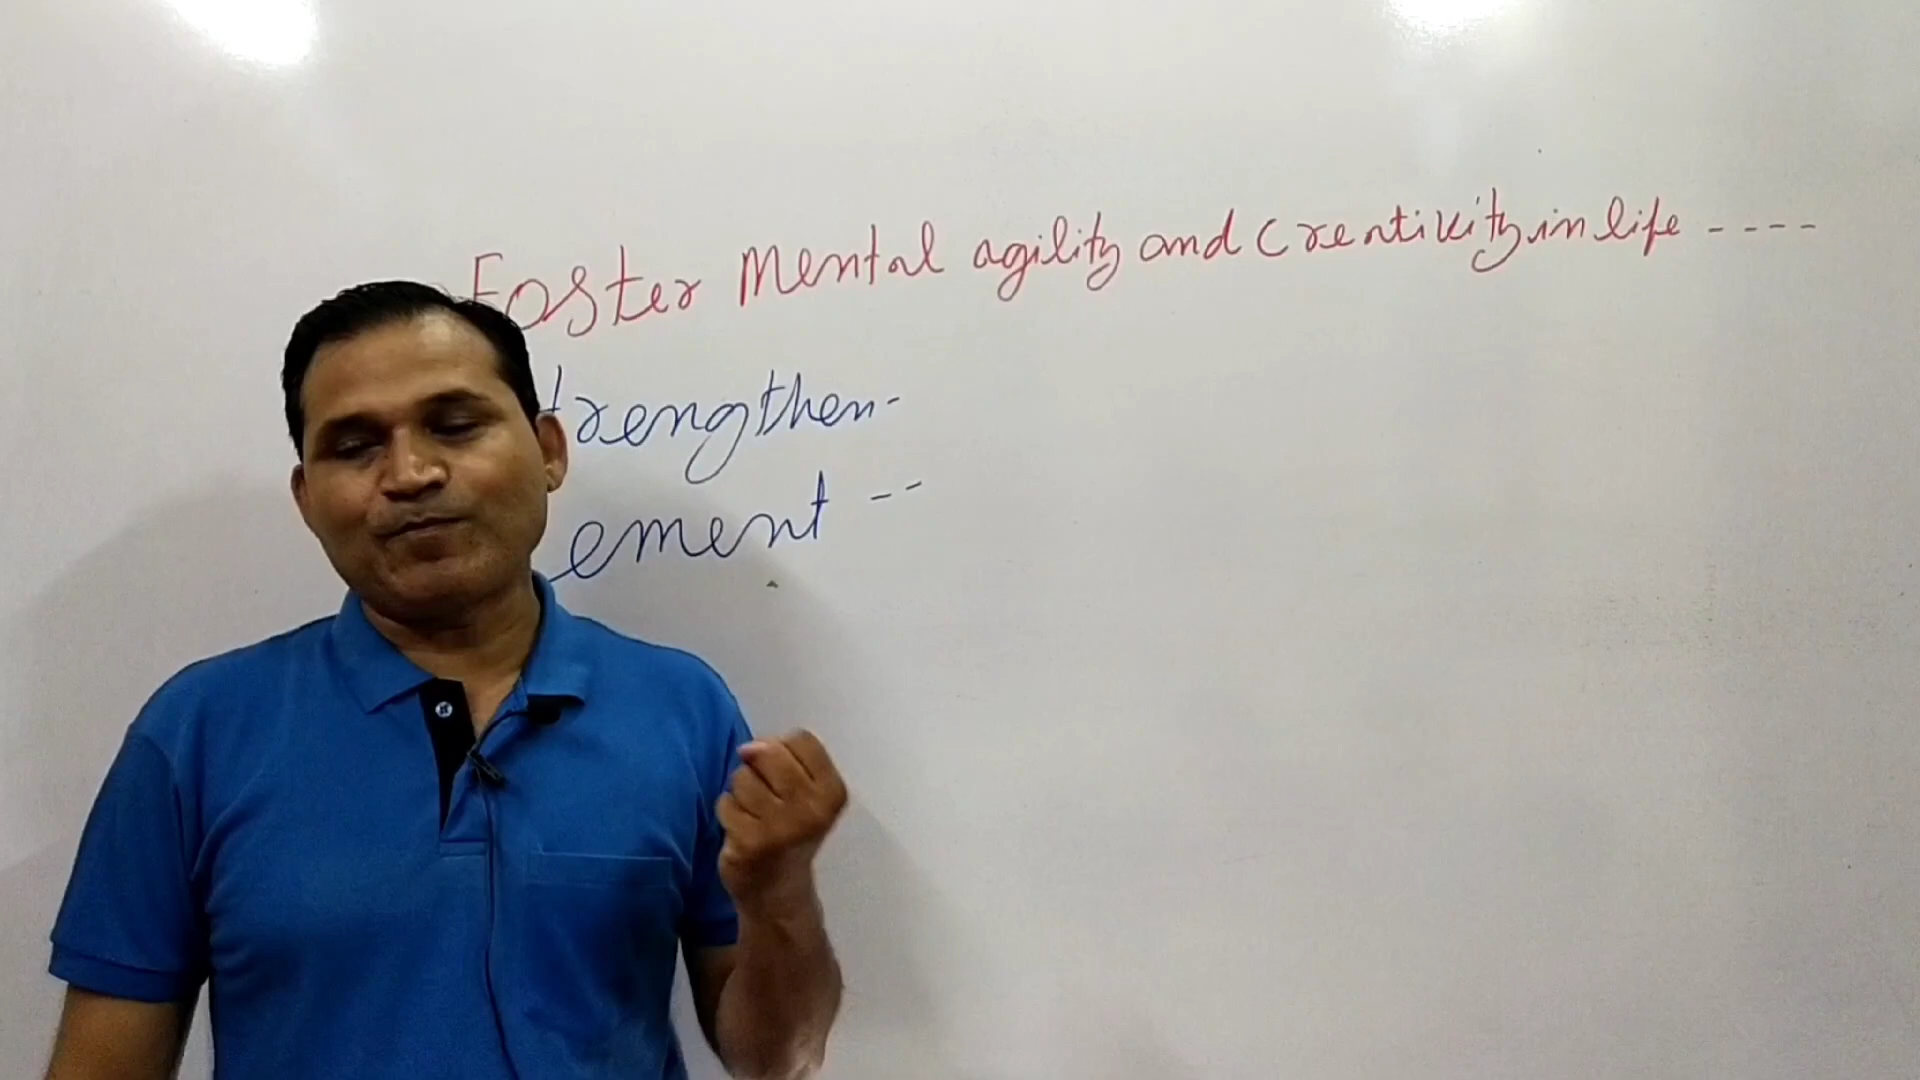 Foster Mental agility and Creativity in life ----
trengthen-
ement --